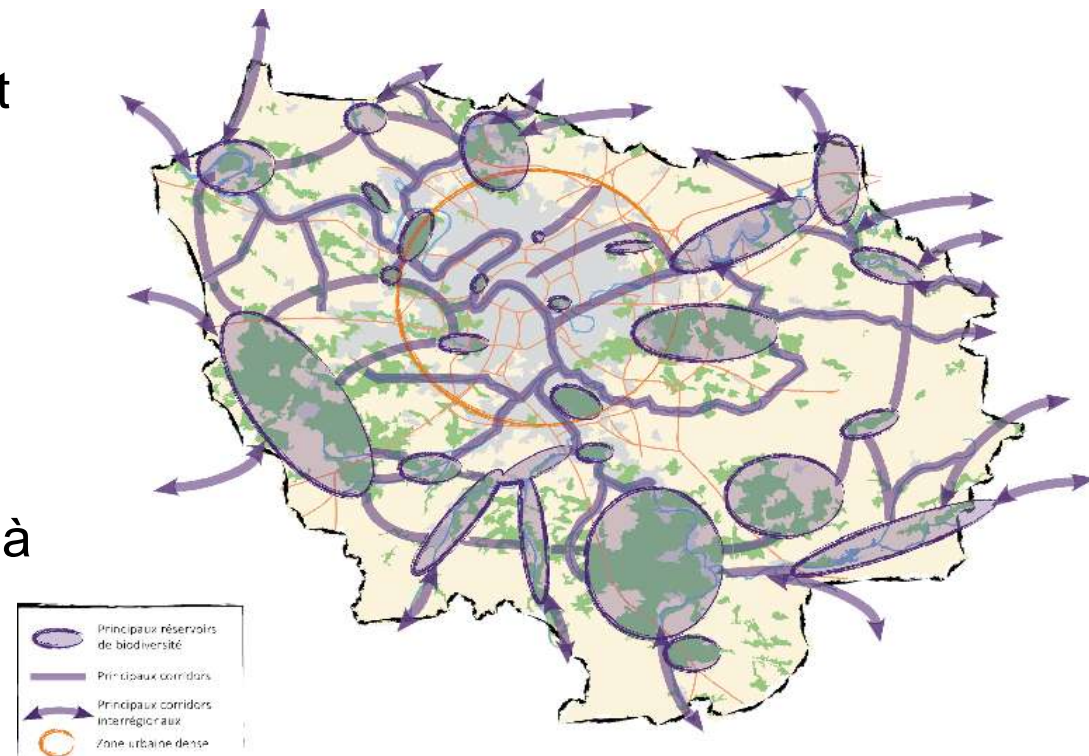 t
à
Principaux réservoirs
de biodiversité
Principaux corridors
Principaux corridors
interrégionaux
Zone urbaine dense